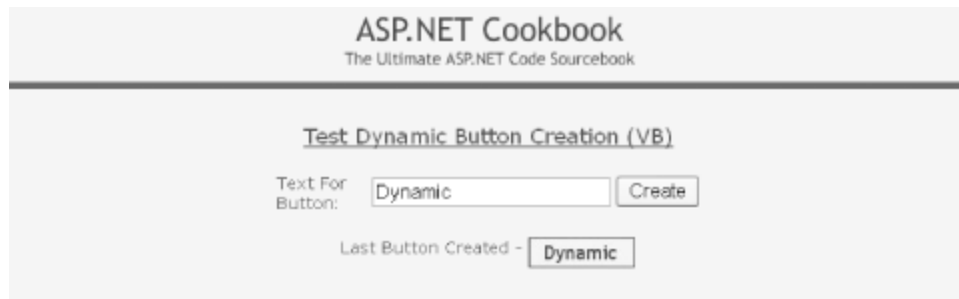 ASP.NET Cookbook
The Ultimate ASP.NET Code Sourcebook
Test Dynamic Button Creation (VB)
Text For
Button:
Dynamic
Create
Last Button Created - Dynamic